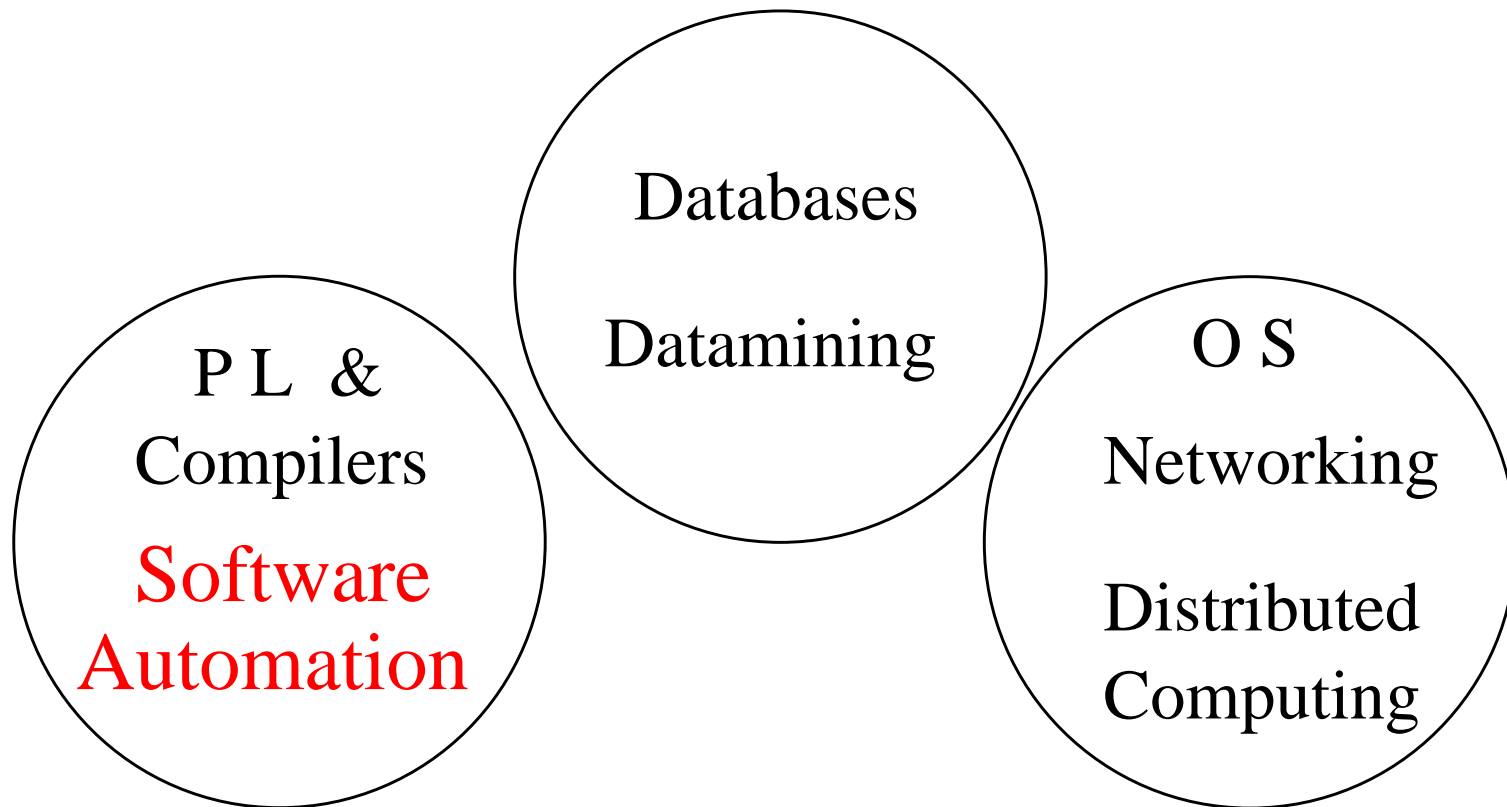 Databases
Datamining
P L &
Compilers
Software
Automation
O S
Networking
Distributed
Computing